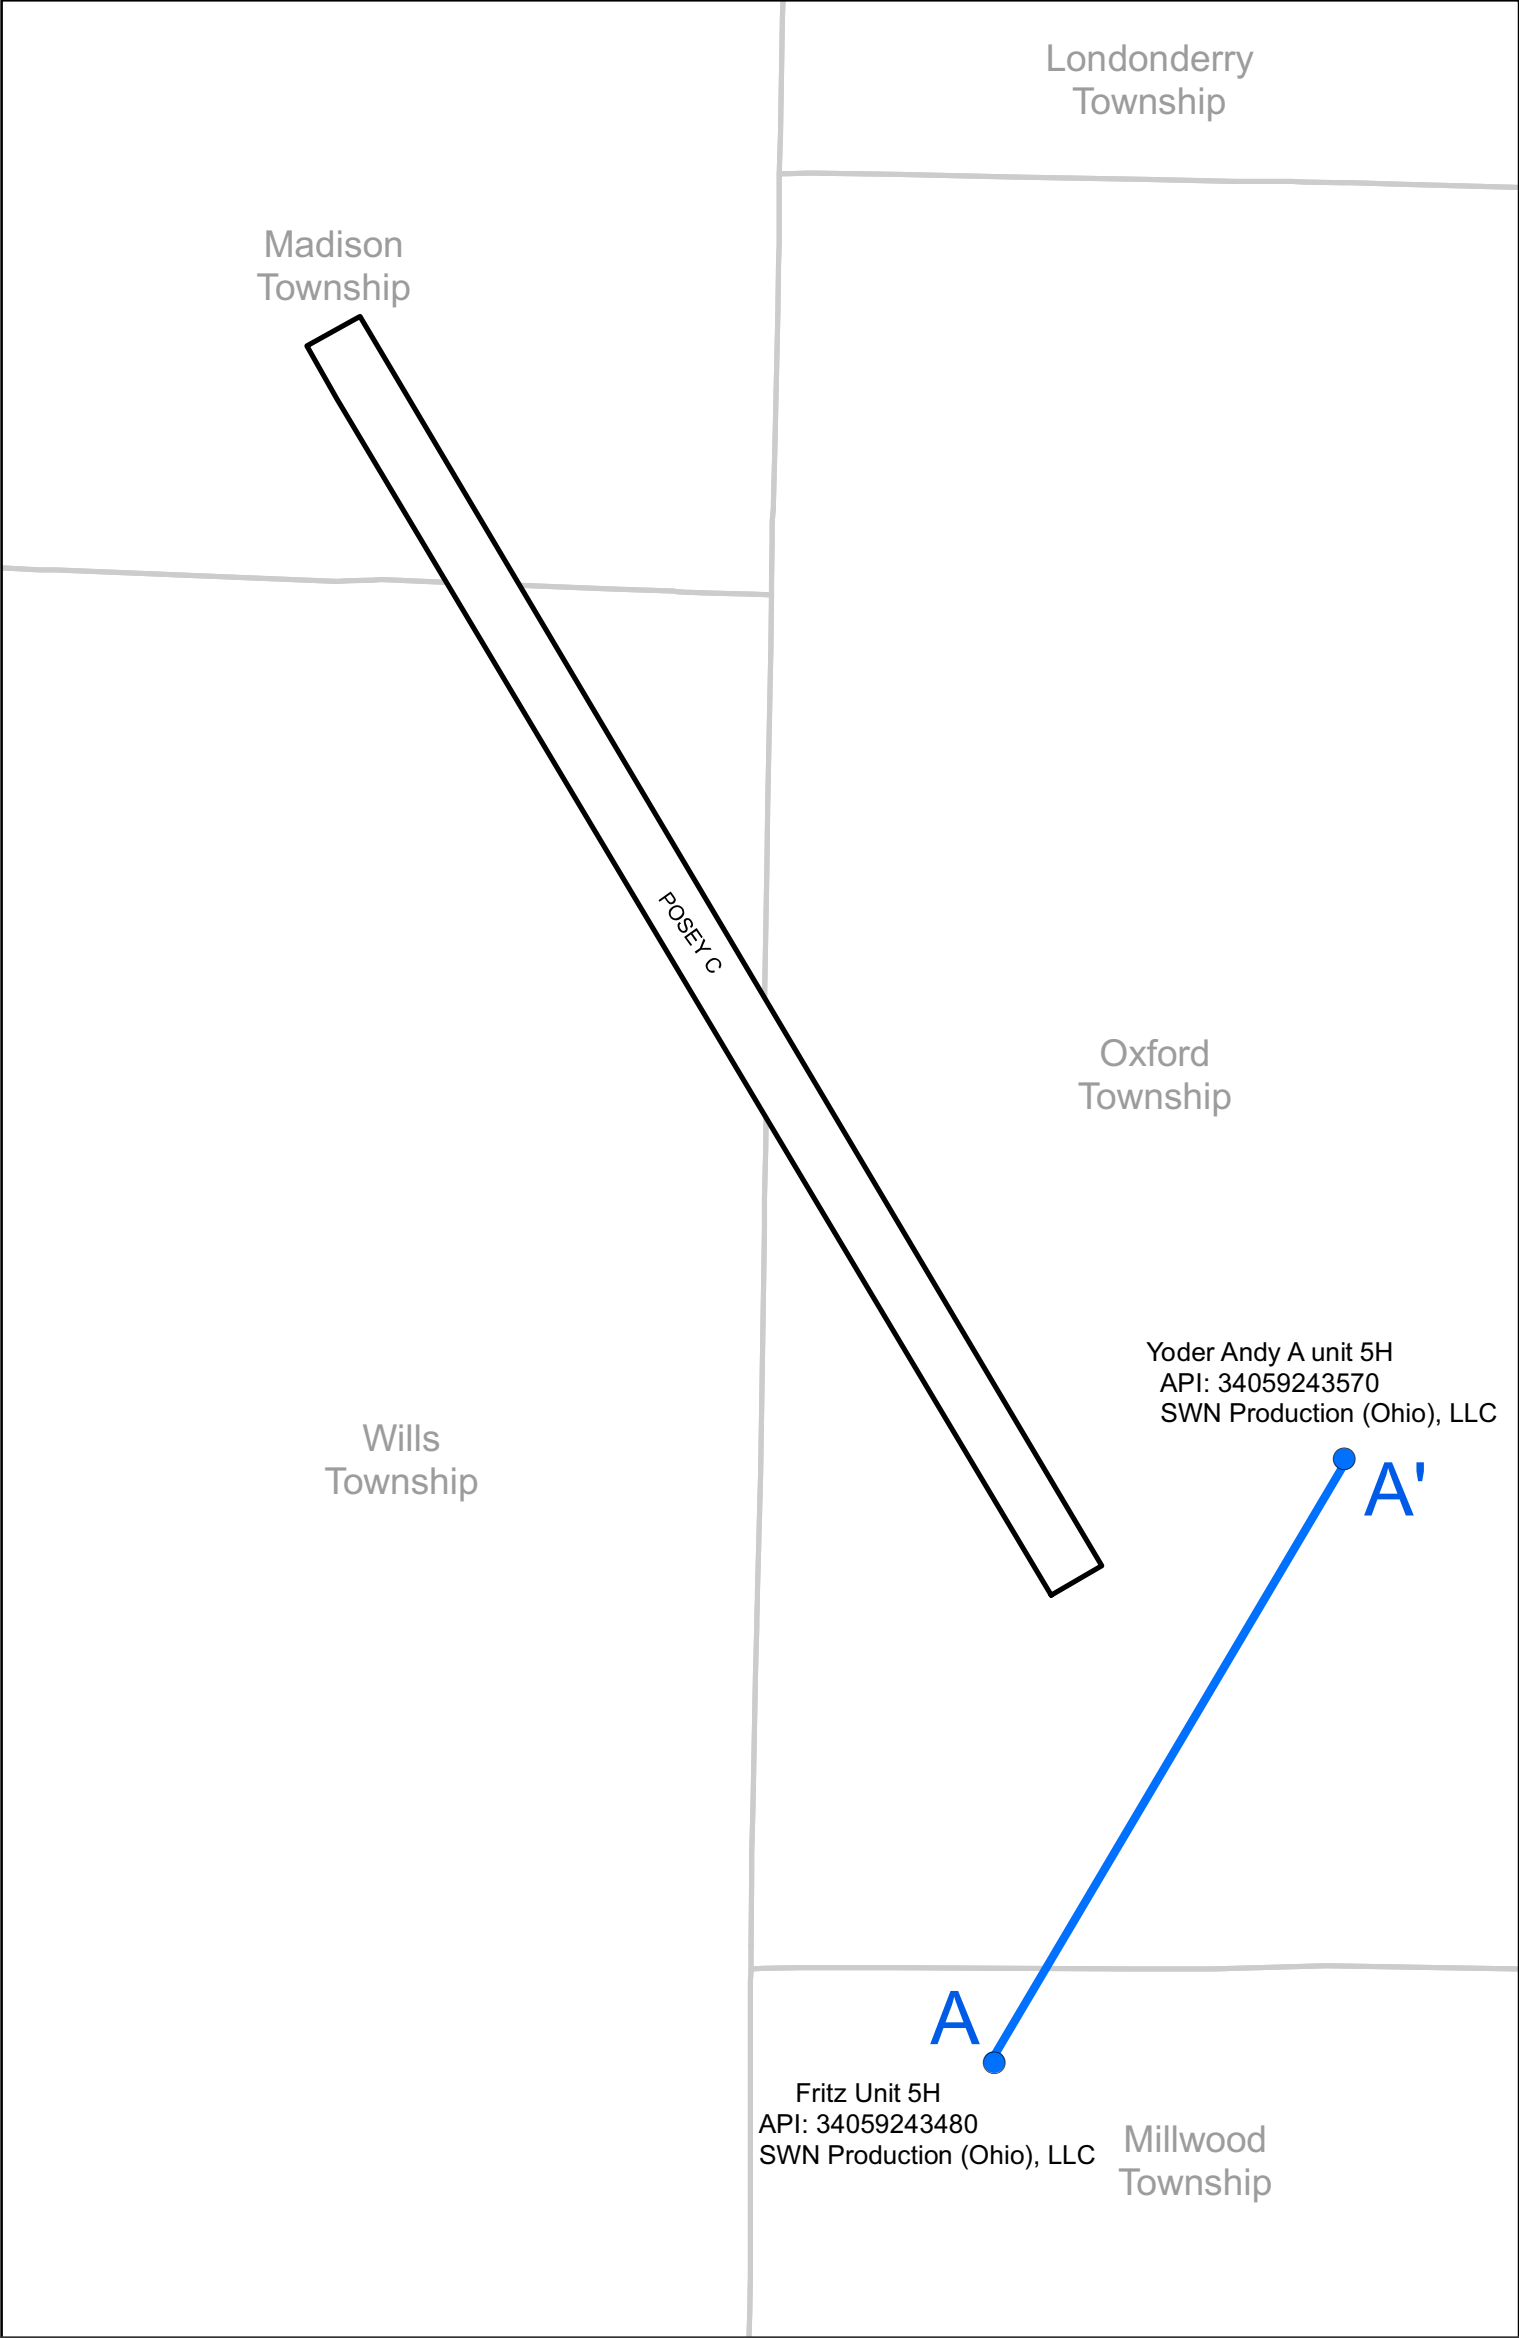 Londonderry
Township
Madison
Township
POSEY C
Oxford
Township
Yoder Andy A unit 5H
API: 34059243570
SWN Production (Ohio), LLC
A'
Wills
Township
A
Fritz Unit 5H
API: 34059243480
SWN Production (Ohio), LLC
Millwood
Township